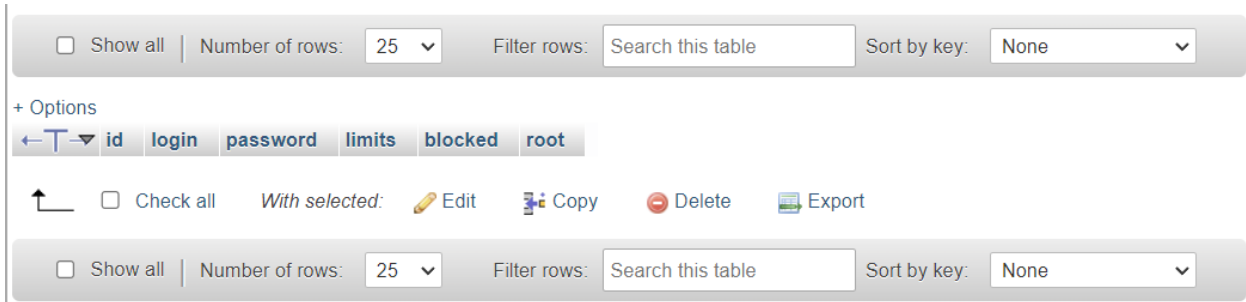 Show all Number of rows: 25 Filter rows: Search this table Sort by key: None
+ Options
id login password limits blocked root
Check all With selected: Edit Copy Delete Export
Show all Number of rows: 25 Filter rows: Search this table Sort by key: None